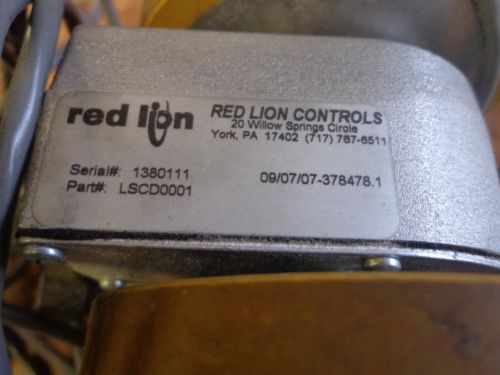 red lion
RED LION CONTROLS
20 Willow Springs Circle
York, PA 17402 (717) 767-6511
Serial#: 1380111
Part#: LSCD0001
09/07/07-378478.1